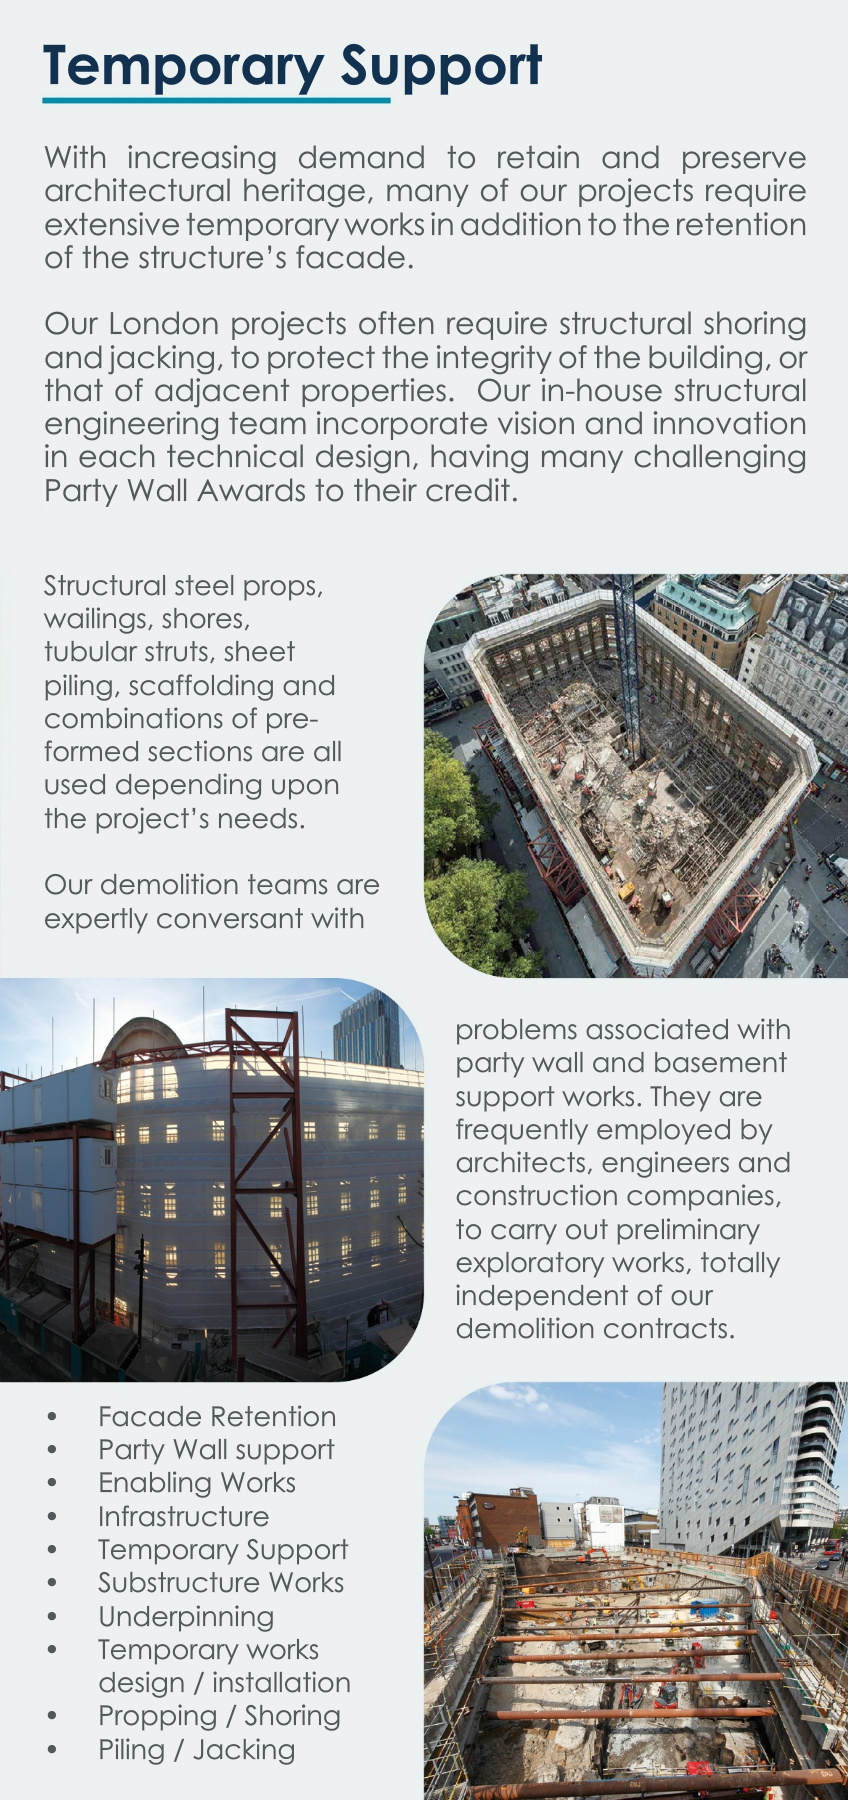 Temporary Support
With increasing demand to retain and preserve
architectural heritage, many of our projects require
extensive temporary works in addition to the retention
of the structure's facade.
Our London projects often require structural shoring
and jacking, to protect the integrity of the building, or
that of adjacent properties.  Our in-house structural
engineering team incorporate vision and innovation
in each technical design, having many challenging
Party Wall Awards to their credit.
Structural steel props,
wailings, shores,
tubular struts, sheet
piling, scaffolding and
combinations of pre-
formed sections are all
used depending upon
the project's needs.
Our demolition teams are
expertly conversant with
problems associated with
party wall and basement
support works. They are
frequently employed by
architects, engineers and
construction companies,
to carry out preliminary
exploratory works, totally
independent of our
demolition contracts.
• Facade Retention
• Party Wall support
• Enabling Works
• Infrastructure
• Temporary Support
• Substructure Works
• Underpinning
• Temporary works
design / installation
• Propping / Shoring
• Piling / Jacking